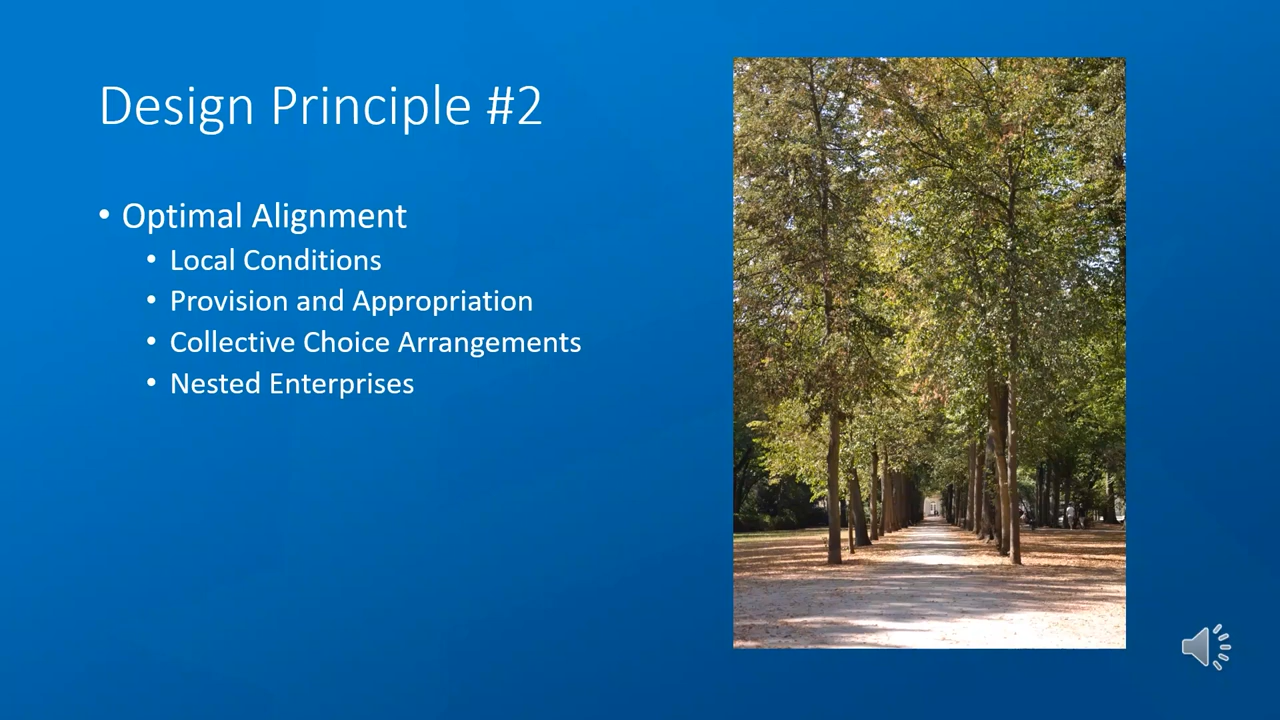 Design Principle #2
• Optimal Alignment
• Local Conditions
• Provision and Appropriation
• Collective Choice Arrangements
• Nested Enterprises